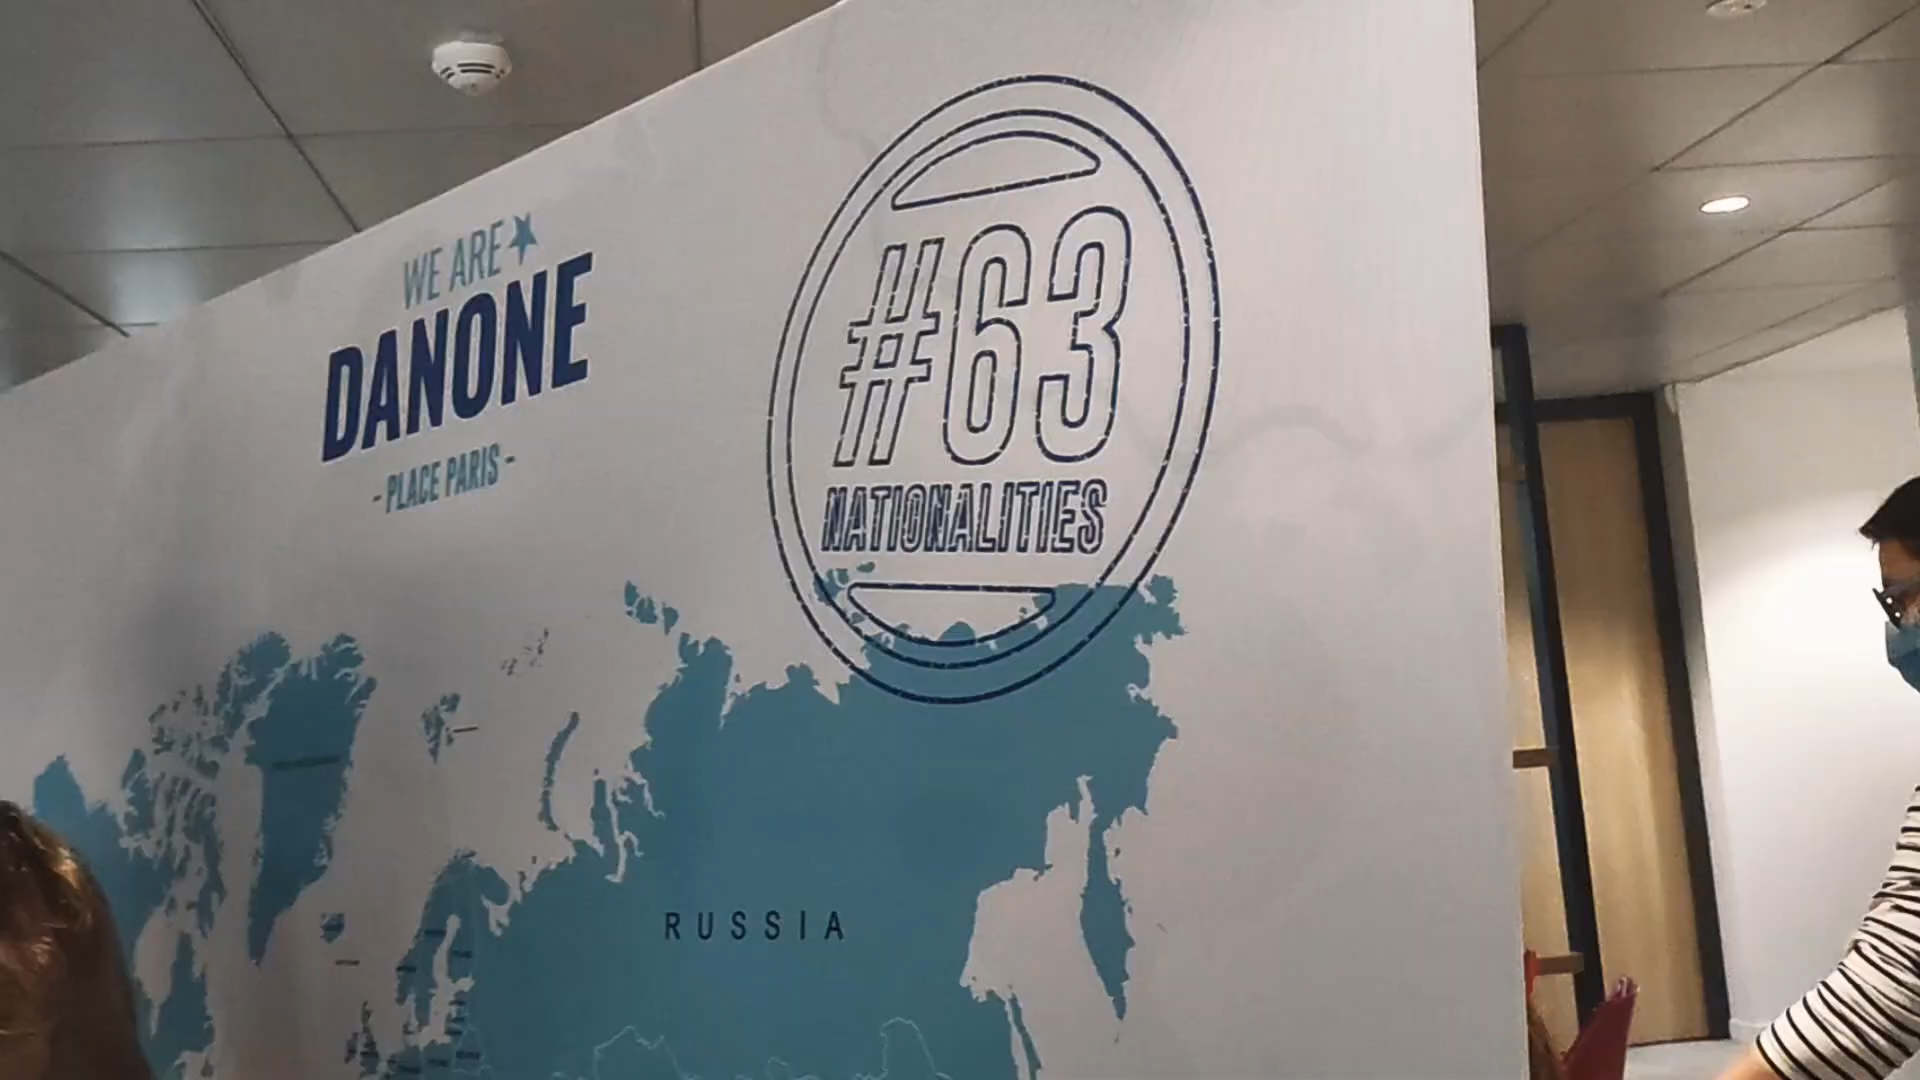 WE ARE
DANONE
- PLACE PARIS -
#63
NATIONALITIES
RUSSIA